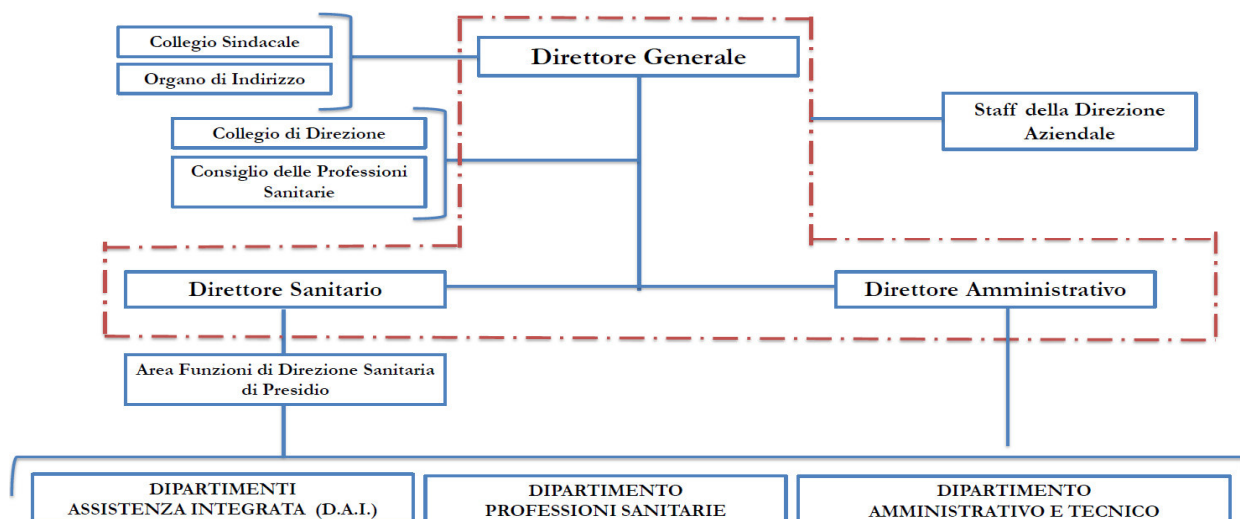 Collegio Sindacale
Organo di Indirizzo
Direttore Generale
Staff della Direzione
Aziendale
Collegio di Direzione
Consiglio delle Professioni
Sanitarie
Direttore Sanitario
Direttore Amministrativo
Area Funzioni di Direzione Sanitaria
di Presidio
DIPARTIMENTI
ASSISTENZA INTEGRATA (D.A.I.)
DIPARTIMENTO
PROFESSIONI SANITARIE
DIPARTIMENTO
AMMINISTRATIVO E TECNICO